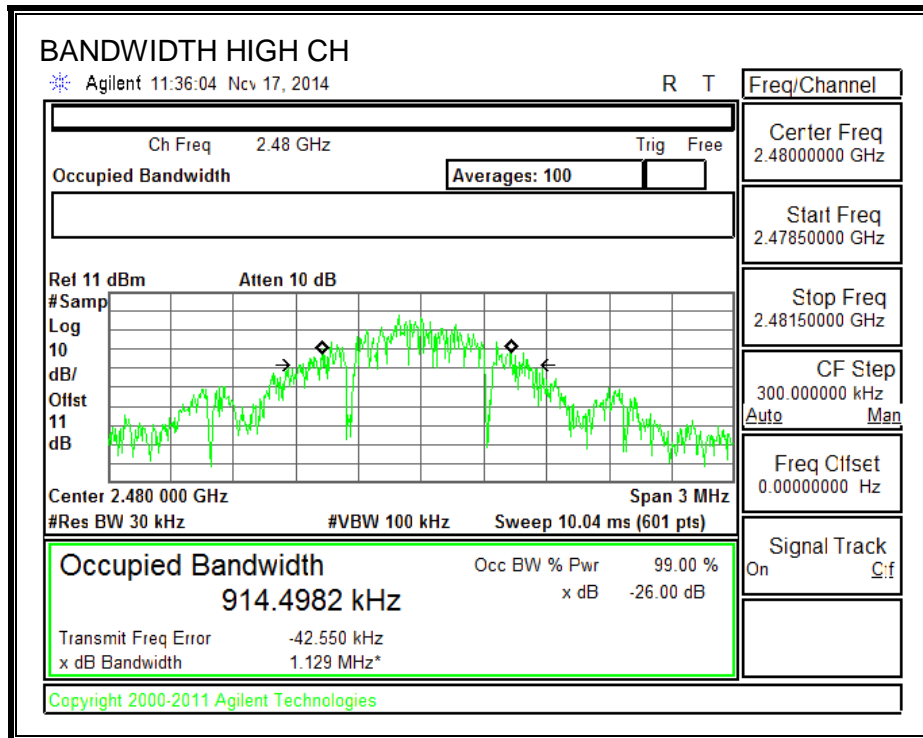 BANDWIDTH HIGH CH
Agilent 11:36:04 Nov 17, 2014 R T
Freq/Channel
Ch Freq 2.48 GHz Trig Free
Occupied Bandwidth Averages: 100
Center Freq
2.48000000 GHz
Start Freq
2.47850000 GHz
Stop Freq
2.48150000 GHz
CF Step
300.000000 kHz
Auto Man
Freq Offset
0.00000000 Hz
Signal Track
On Off
Ref 11 dBm Atten 10 dB
#Samp
Log
10
dB/
Offst
11
dB
Center 2.480 000 GHz Span 3 MHz
#Res BW 30 kHz #VBW 100 kHz Sweep 10.04 ms (601 pts)
Occupied Bandwidth Occ BW % Pwr 99.00 %
914.4982 kHz x dB -26.00 dB
Transmit Freq Error -42.550 kHz
x dB Bandwidth 1.129 MHz*
Copyright 2000-2011 Agilent Technologies